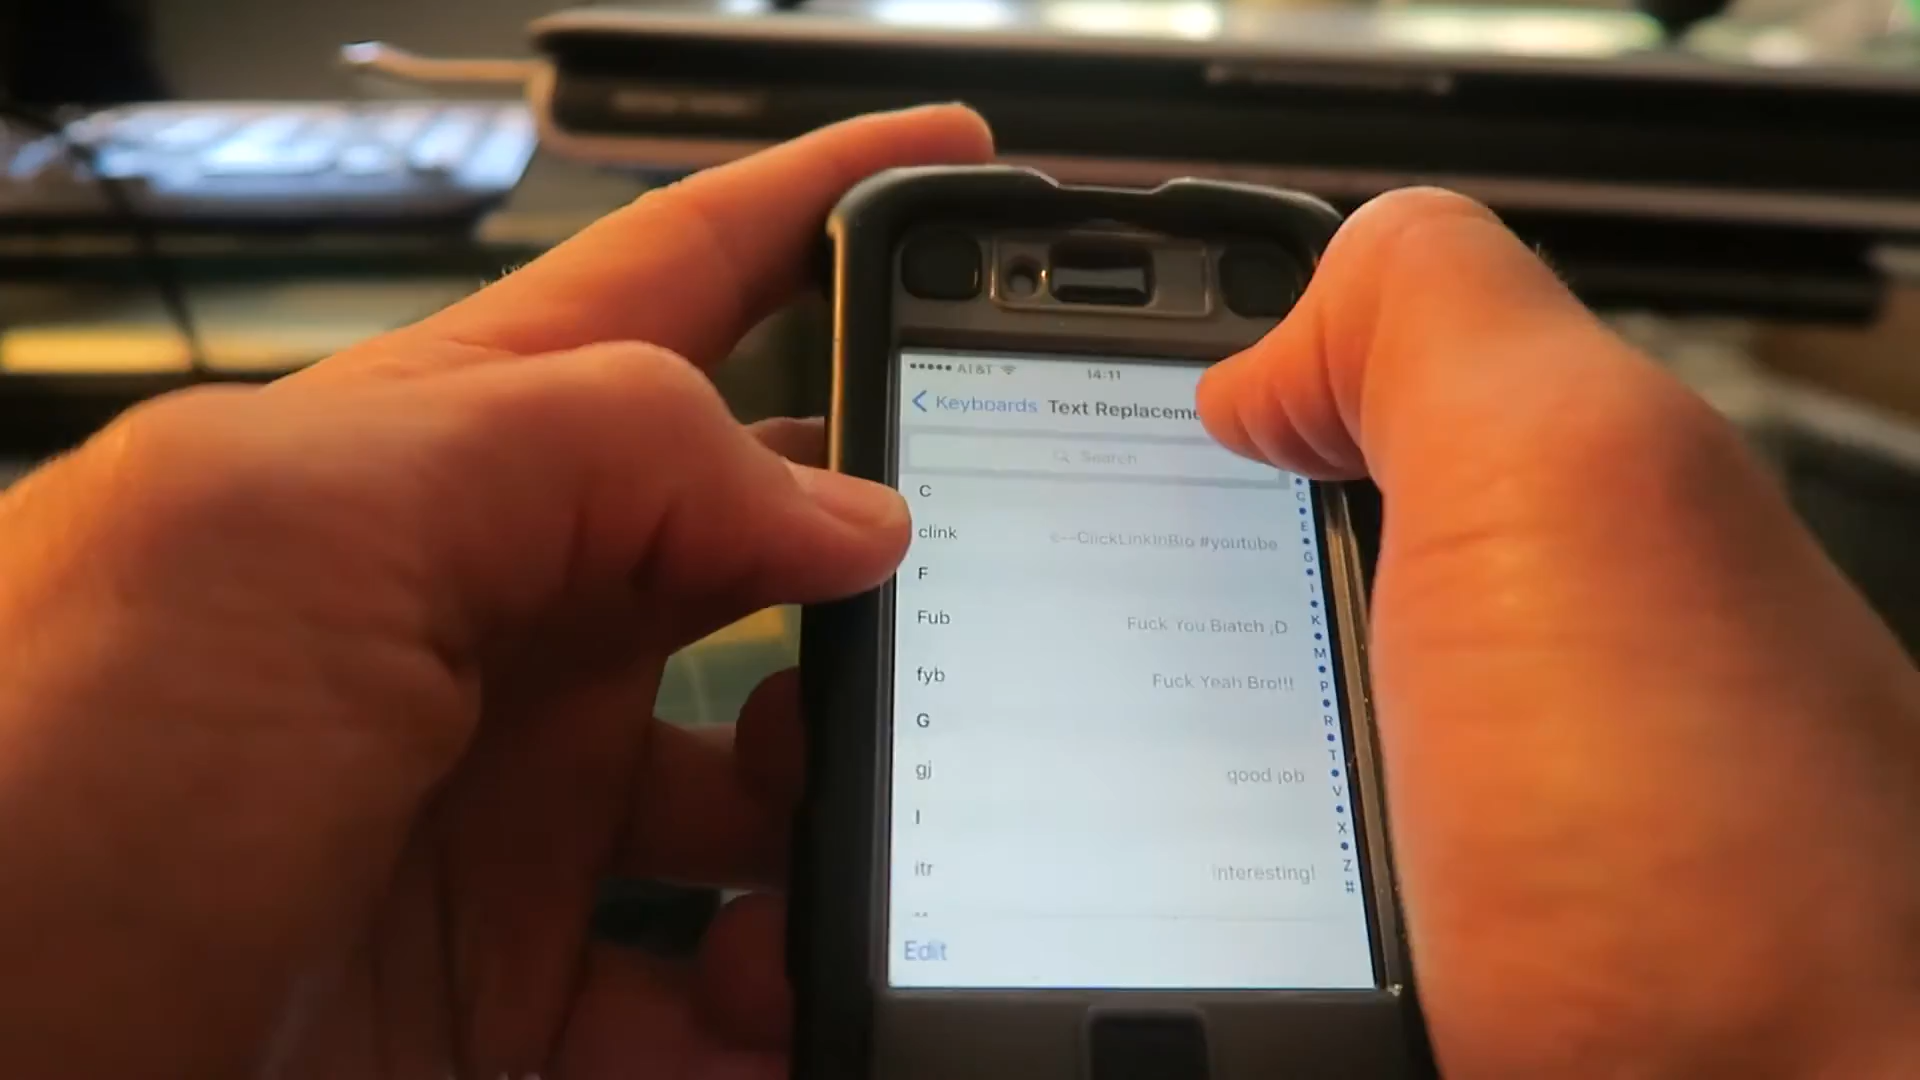 AT&T 14:11
Keyboards Text Replaceme
Search
C
clink <--ClickLinkInBio #youtube
F
Fub Fuck You Biatch ;D
fyb Fuck Yeah Bro!!!
G
gj good job
I
itr Interesting!
Edit
C
E
G
I
K
M
P
R
T
V
X
Z
#